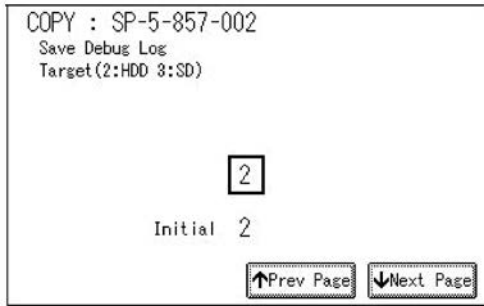 COPY : SP-5-857-002
Save Debug Log
Target(2:HDD 3:SD)
2
Initial 2
↑Prev Page ↓Next Page